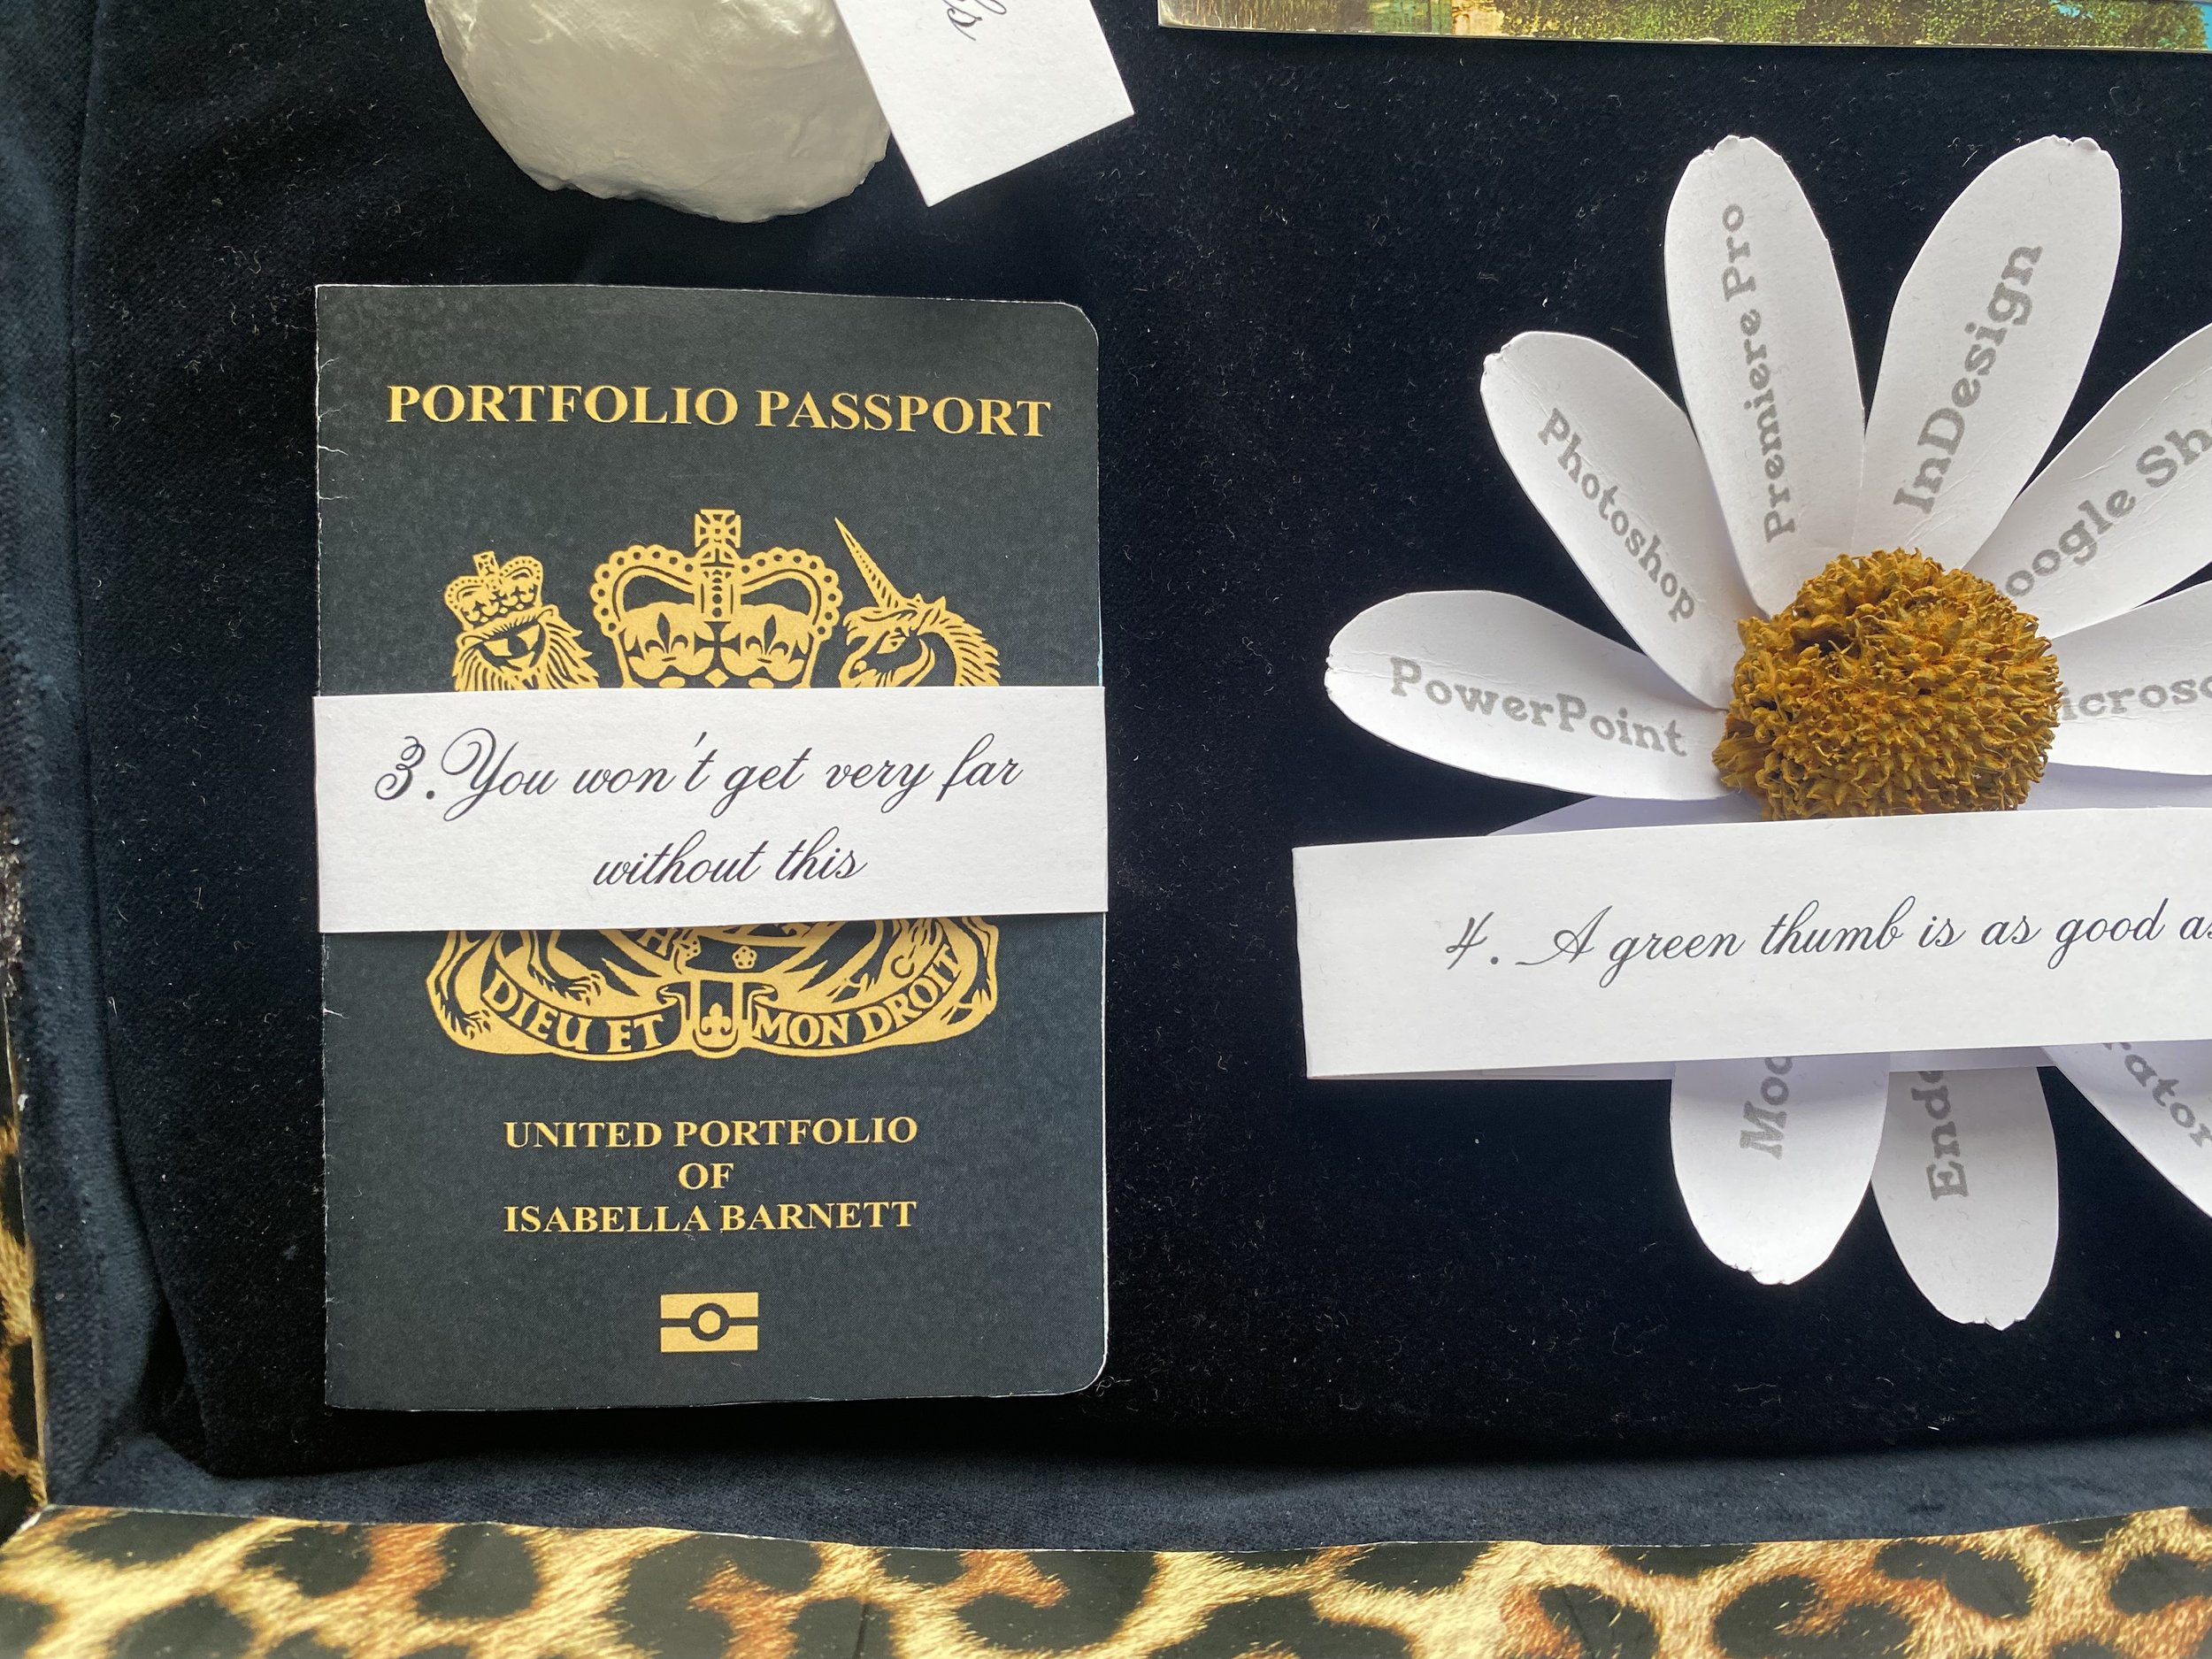 PORTFOLIO PASSPORT
3. You won't get very far
without this
DIEU ET MON DROIT
UNITED PORTFOLIO
OF
ISABELLA BARNETT
Premiere Pro
InDesign
Photoshop
PowerPoint
4. A green thumb is as good as